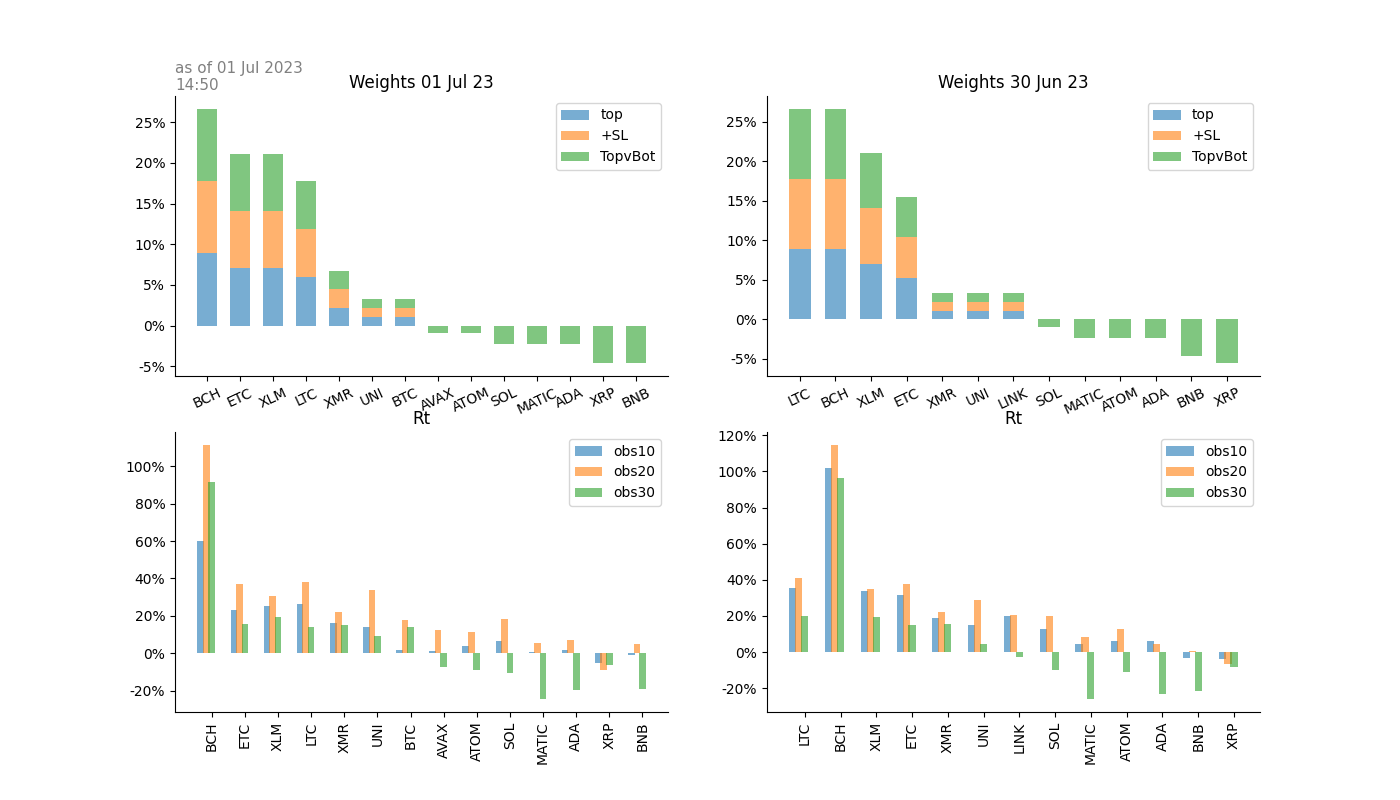 as of 01 Jul 2023
14:50
Weights 01 Jul 23
25%
20%
15%
10%
5%
0%
-5%
top
+SL
TopvBot
BCH ETC XLM LTC XMR UNI BTC AVAX ATOM SOL MATIC ADA XRP BNB
Weights 30 Jun 23
25%
20%
15%
10%
5%
0%
-5%
top
+SL
TopvBot
LTC BCH XLM ETC XMR UNI LINK SOL MATIC ATOM ADA BNB XRP
Rt
100%
80%
60%
40%
20%
0%
-20%
obs10
obs20
obs30
BCH ETC XLM LTC XMR UNI BTC AVAX ATOM SOL MATIC ADA XRP BNB
Rt
120%
100%
80%
60%
40%
20%
0%
-20%
obs10
obs20
obs30
LTC BCH XLM ETC XMR UNI LINK SOL MATIC ATOM ADA BNB XRP